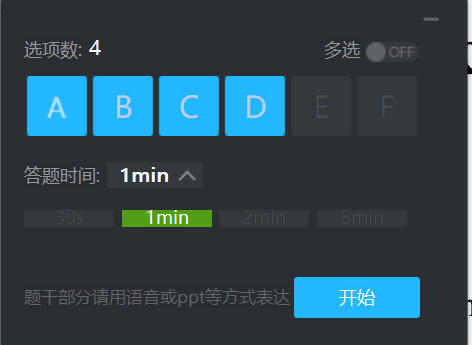 选项数: 4 多选 OFF
A B C D E F
答题时间: 1min
30s 1min 2min 5min
题干部分请用语音或ppt等方式表达 开始